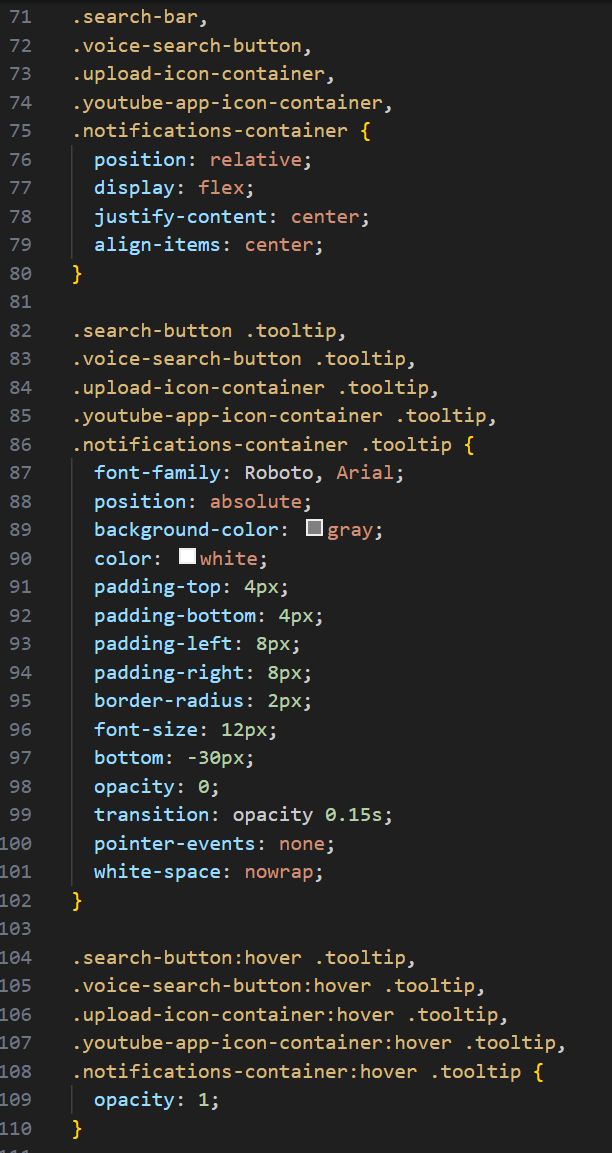 71 .search-bar,
72 .voice-search-button,
73 .upload-icon-container,
74 .youtube-app-icon-container,
75 .notifications-container {
76 position: relative;
77 display: flex;
78 justify-content: center;
79 align-items: center;
80 }
81
82 .search-button .tooltip,
83 .voice-search-button .tooltip,
84 .upload-icon-container .tooltip,
85 .youtube-app-icon-container .tooltip,
86 .notifications-container .tooltip {
87 font-family: Roboto, Arial;
88 position: absolute;
89 background-color: gray;
90 color: white;
91 padding-top: 4px;
92 padding-bottom: 4px;
93 padding-left: 8px;
94 padding-right: 8px;
95 border-radius: 2px;
96 font-size: 12px;
97 bottom: -30px;
98 opacity: 0;
99 transition: opacity 0.15s;
100 pointer-events: none;
101 white-space: nowrap;
102 }
103
104 .search-button:hover .tooltip,
105 .voice-search-button:hover .tooltip,
106 .upload-icon-container:hover .tooltip,
107 .youtube-app-icon-container:hover .tooltip,
108 .notifications-container:hover .tooltip {
109 opacity: 1;
110 }